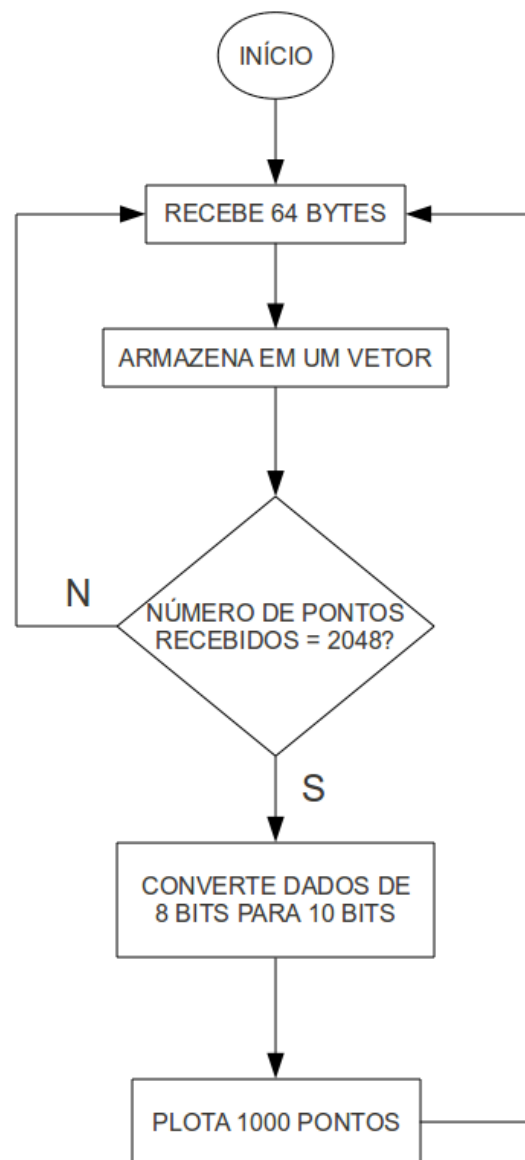 INÍCIO
RECEBE 64 BYTES
ARMAZENA EM UM VETOR
N
NÚMERO DE PONTOS
RECEBIDOS = 2048?
S
CONVERTE DADOS DE
8 BITS PARA 10 BITS
PLOTA 1000 PONTOS